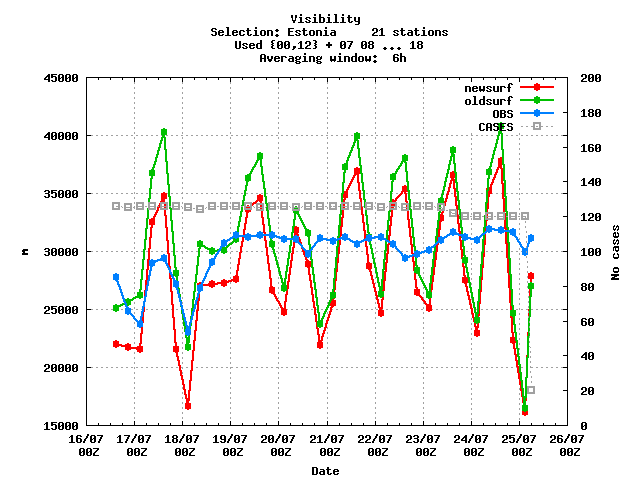 Visibility
Selection: Estonia     21 stations
Used {00,12} + 07 08 ... 18
Averaging window:  6h
45000
40000
35000
30000
25000
20000
15000
m
200
180
160
140
120
100
80
60
40
20
0
No cases
newsurf
oldsurf
OBS
CASES
16/07 17/07 18/07 19/07 20/07 21/07 22/07 23/07 24/07 25/07 26/07
00Z 00Z 00Z 00Z 00Z 00Z 00Z 00Z 00Z 00Z 00Z
Date